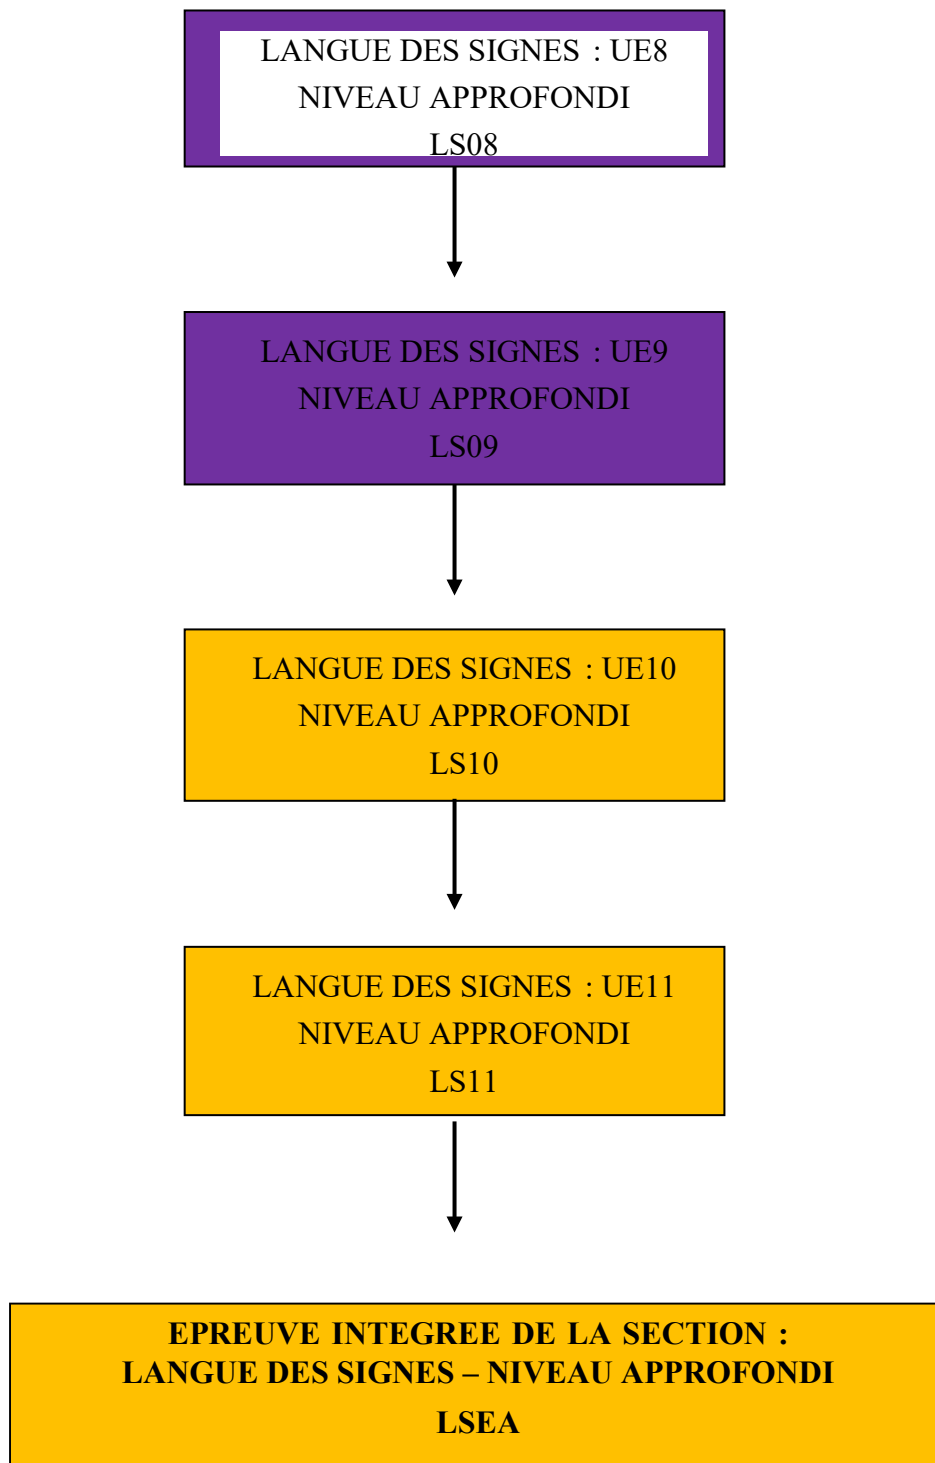 LANGUE DES SIGNES : UE8
NIVEAU APPROFONDI
LS08
LANGUE DES SIGNES : UE9
NIVEAU APPROFONDI
LS09
LANGUE DES SIGNES : UE10
NIVEAU APPROFONDI
LS10
LANGUE DES SIGNES : UE11
NIVEAU APPROFONDI
LS11
EPREUVE INTEGREE DE LA SECTION :
LANGUE DES SIGNES – NIVEAU APPROFONDI
LSEA